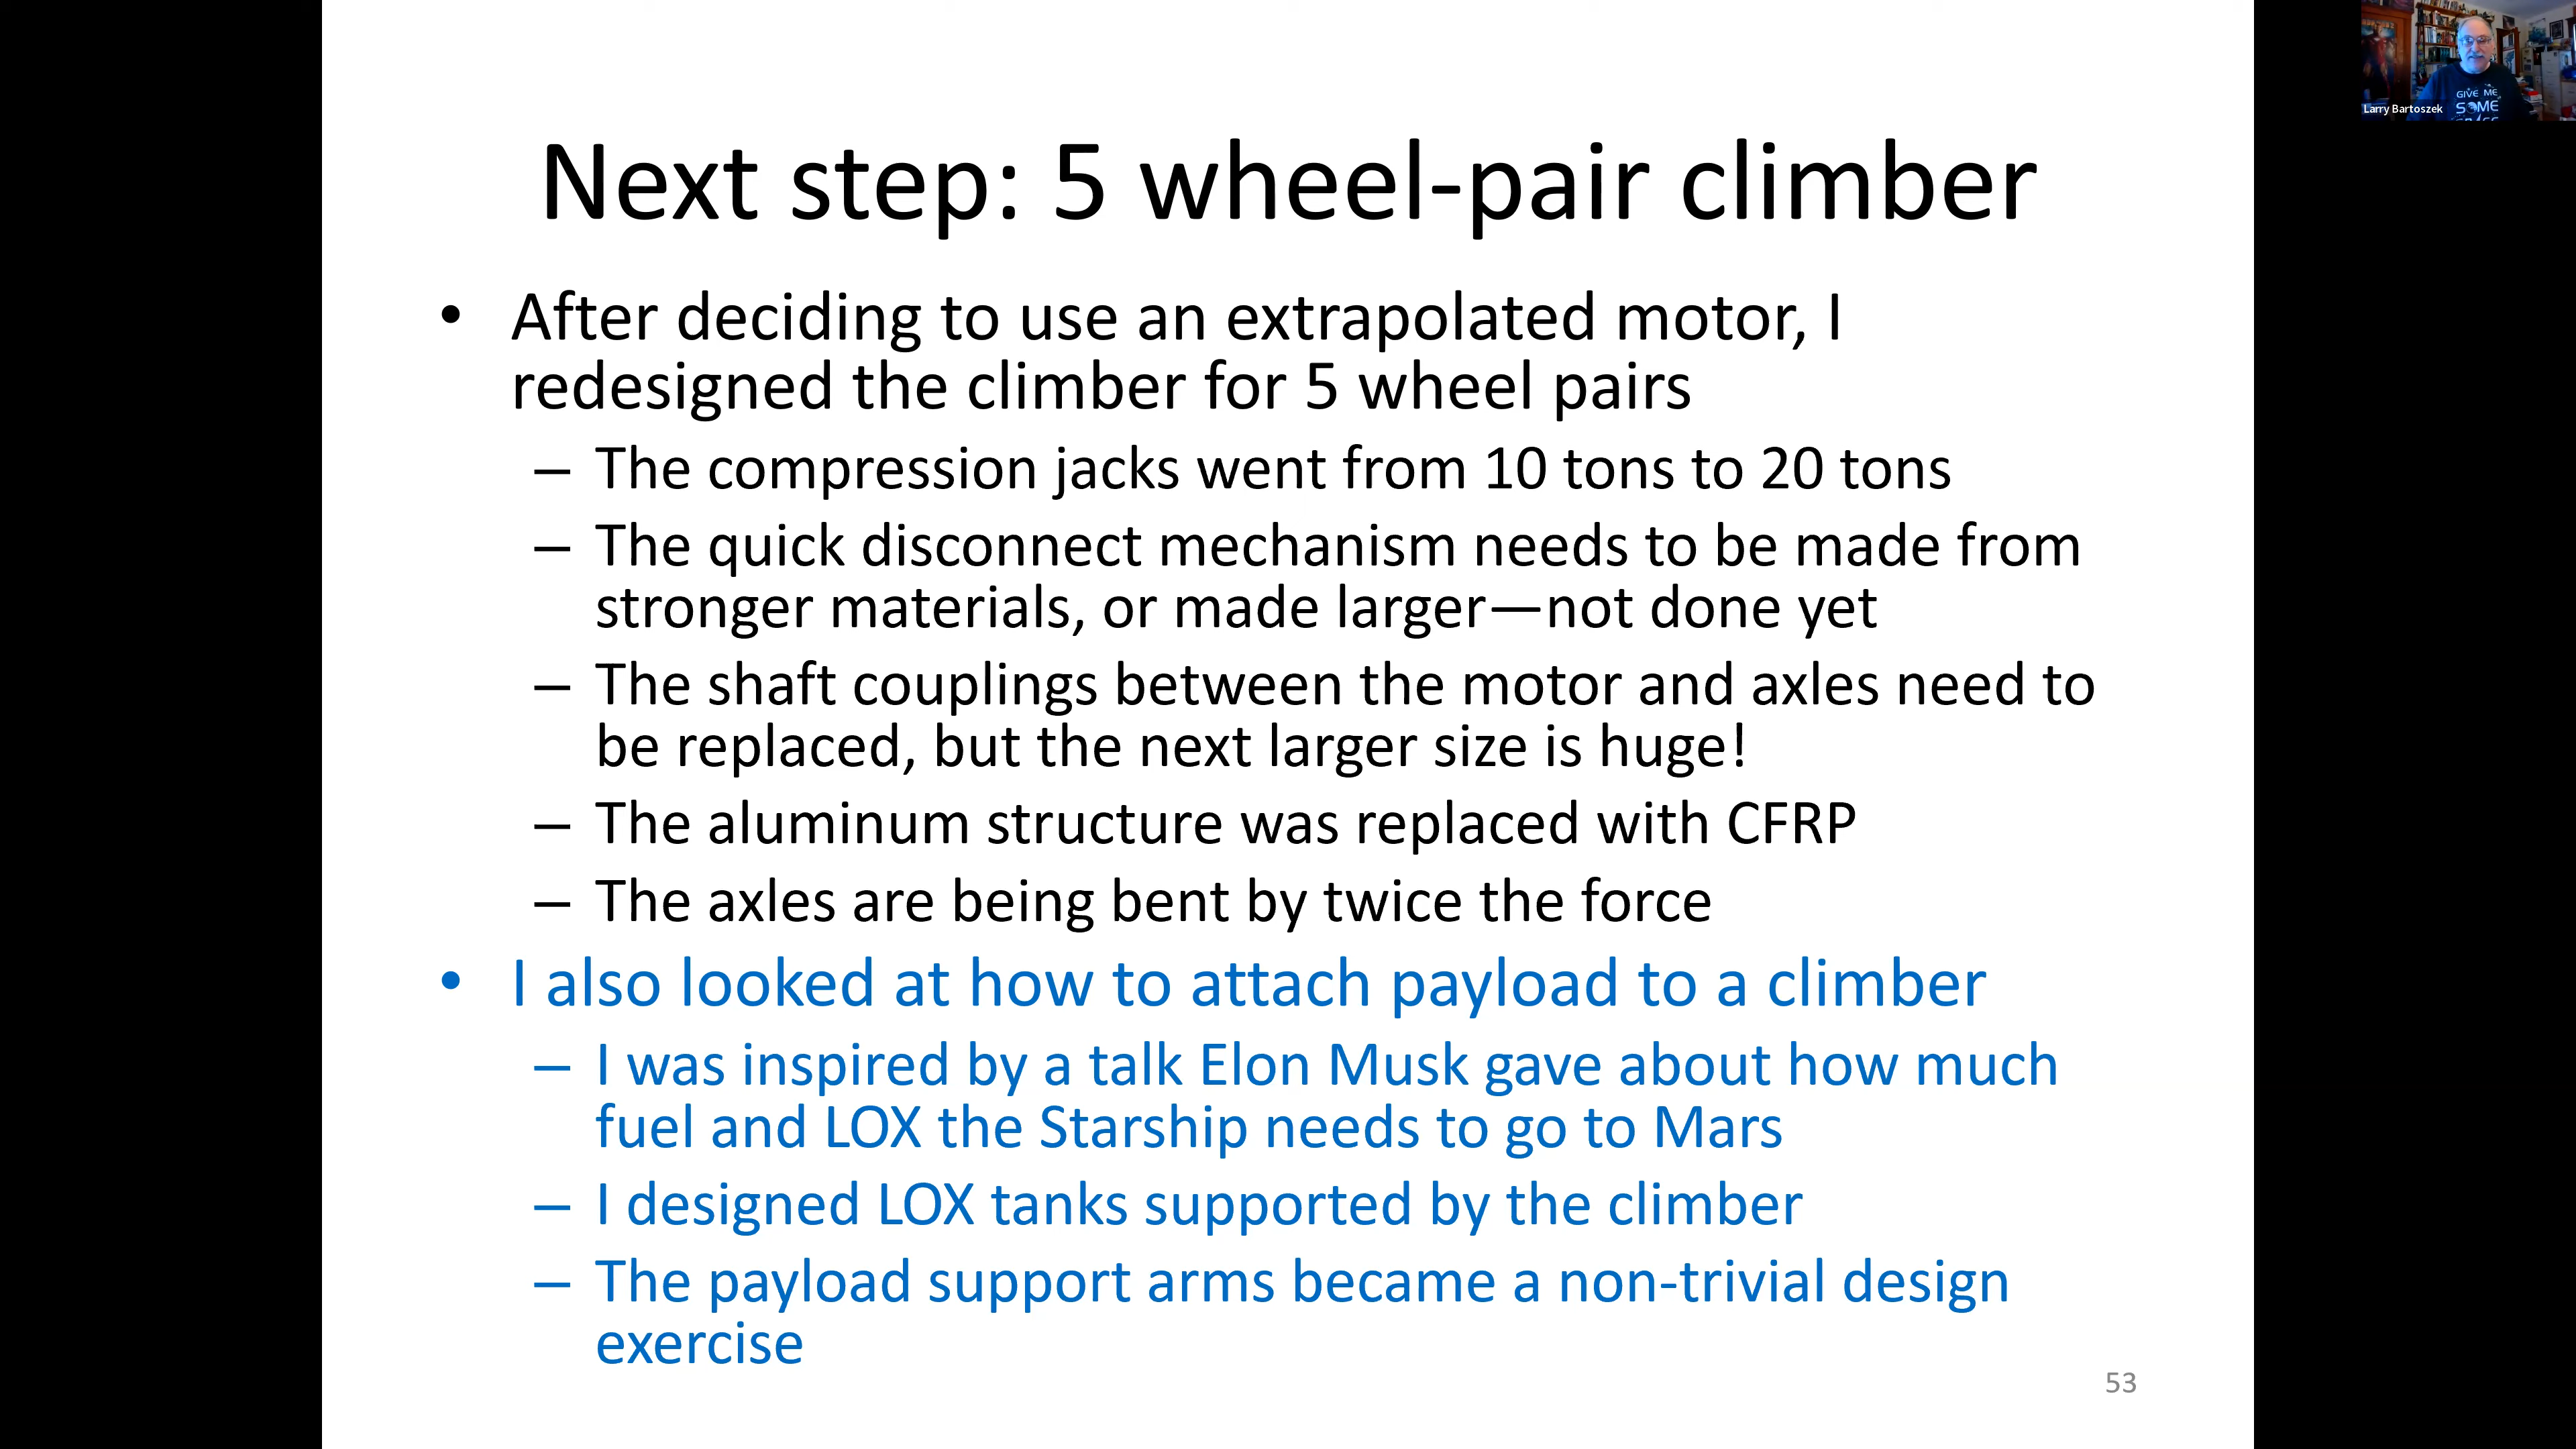 Next step: 5 wheel-pair climber
• After deciding to use an extrapolated motor, I
redesigned the climber for 5 wheel pairs
– The compression jacks went from 10 tons to 20 tons
– The quick disconnect mechanism needs to be made from
stronger materials, or made larger—not done yet
– The shaft couplings between the motor and axles need to
be replaced, but the next larger size is huge!
– The aluminum structure was replaced with CFRP
– The axles are being bent by twice the force
• I also looked at how to attach payload to a climber
– I was inspired by a talk Elon Musk gave about how much
fuel and LOX the Starship needs to go to Mars
– I designed LOX tanks supported by the climber
– The payload support arms became a non-trivial design
exercise
53
GIVE ME
SOME
Larry Bartoszek